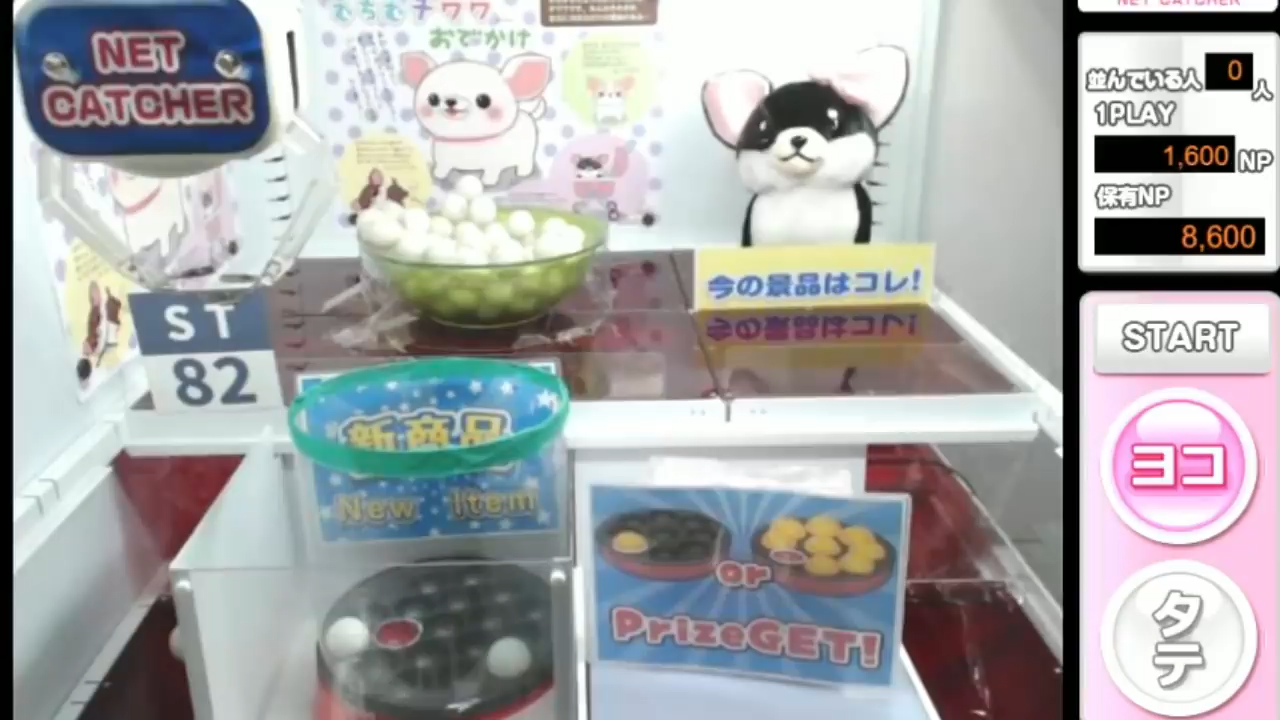 NET
CATCHER
むちむチワワ
おでかけ
ST
82
今の景品はコレ!
新商品
New Item
or
PrizeGET!
NET CATCHER
並んでいる人 0 人
1PLAY
1,600 NP
保有NP
8,600
START
ヨコ
タテ